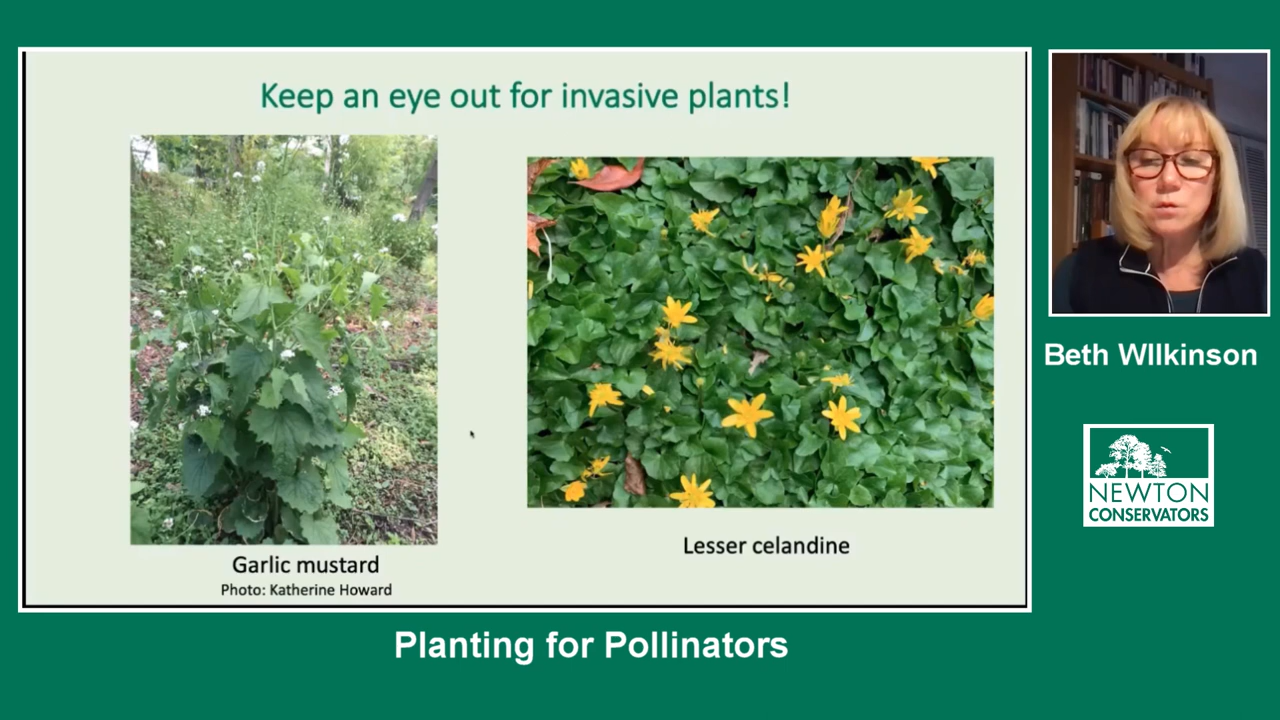 Keep an eye out for invasive plants!
Garlic mustard
Photo: Katherine Howard
Lesser celandine
Beth WIlkinson
NEWTON
CONSERVATORS
Planting for Pollinators